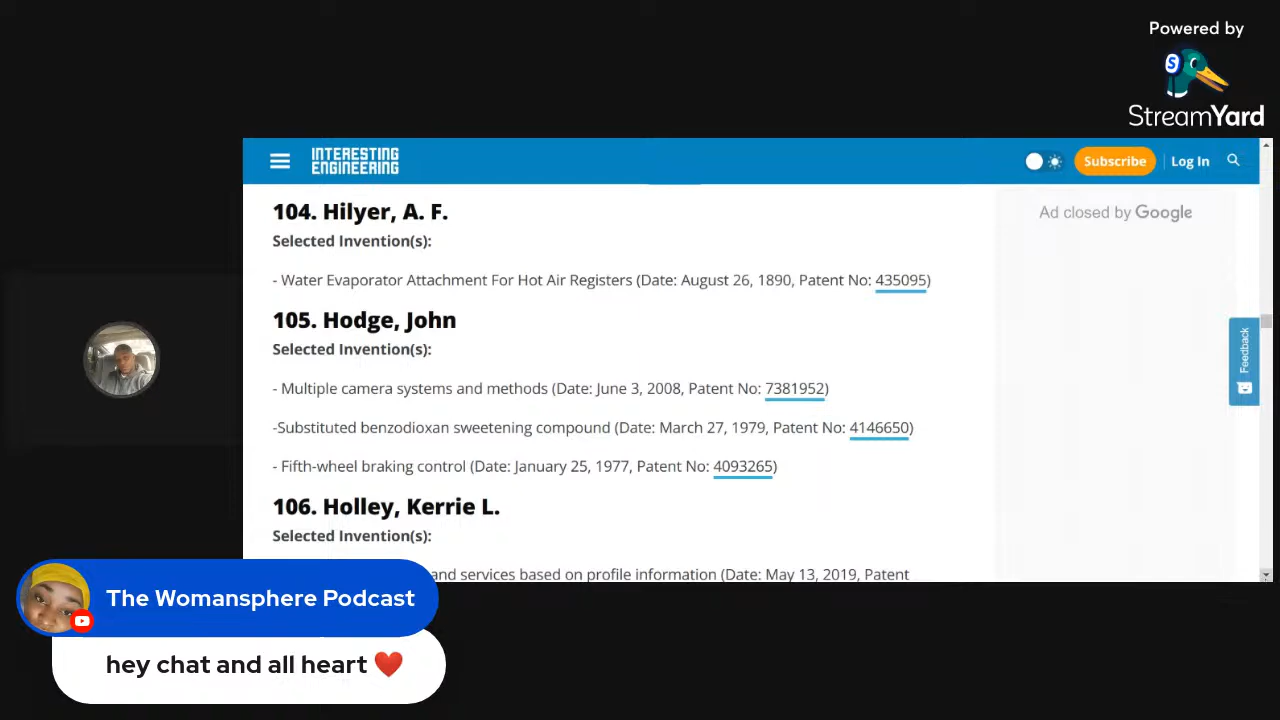 Powered by
StreamYard
INTERESTING
ENGINEERING
Subscribe
Log In
104. Hilyer, A. F.
Selected Invention(s):
- Water Evaporator Attachment For Hot Air Registers (Date: August 26, 1890, Patent No: 435095)
105. Hodge, John
Selected Invention(s):
- Multiple camera systems and methods (Date: June 3, 2008, Patent No: 7381952)
-Substituted benzodioxan sweetening compound (Date: March 27, 1979, Patent No: 4146650)
- Fifth-wheel braking control (Date: January 25, 1977, Patent No: 4093265)
106. Holley, Kerrie L.
Selected Invention(s):
and services based on profile information (Date: May 13, 2019, Patent
Ad closed by Google
Feedback
The Womansphere Podcast
hey chat and all heart ❤️